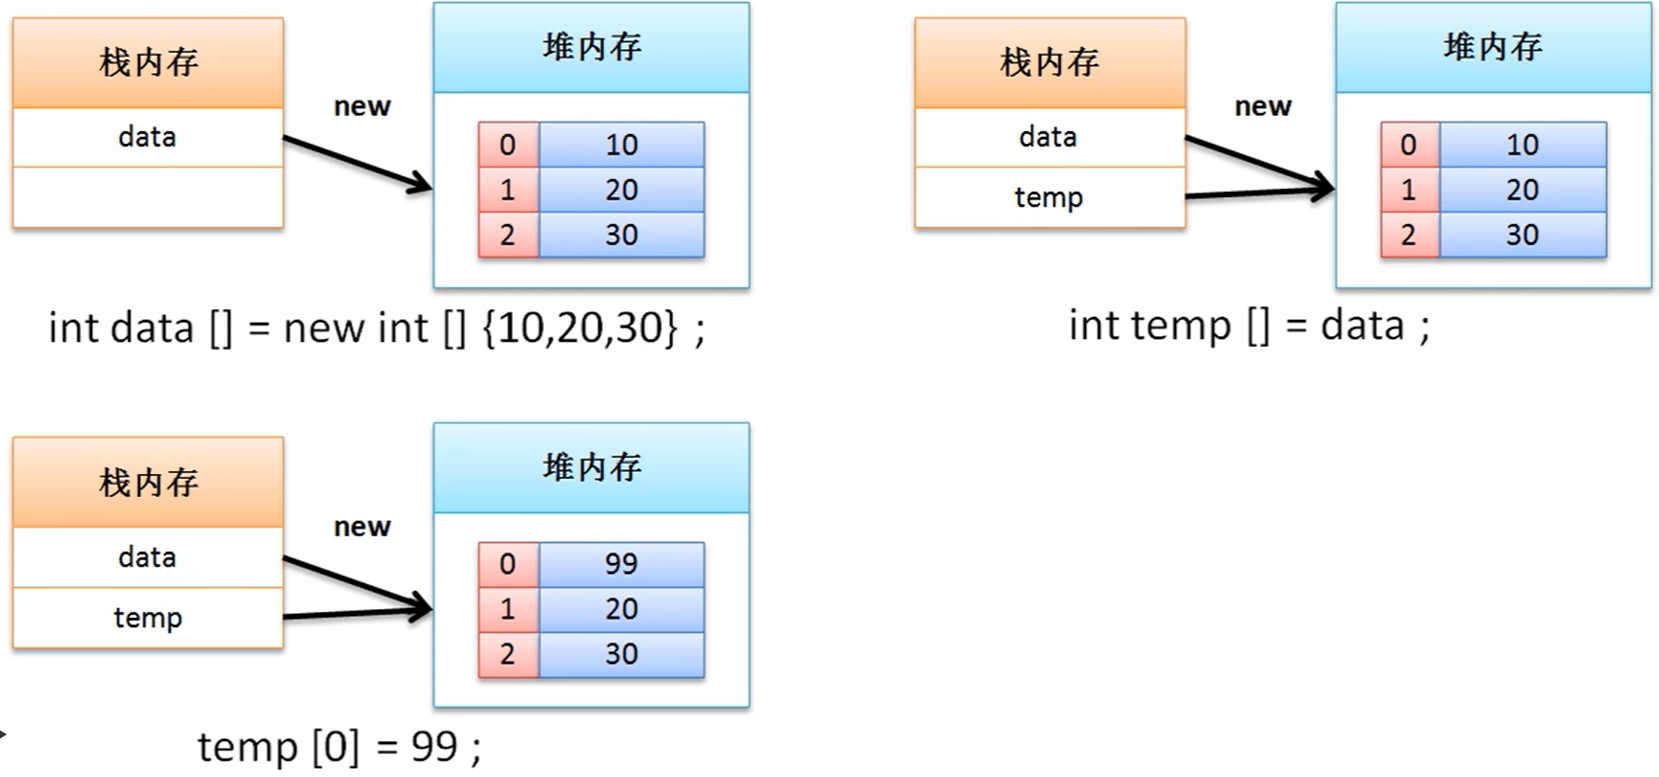 栈内存
data
new
堆内存
0 10
1 20
2 30
int data [] = new int [] {10,20,30} ;
栈内存
data
temp
new
堆内存
0 10
1 20
2 30
int temp [] = data ;
栈内存
data
temp
new
堆内存
0 99
1 20
2 30
temp [0] = 99 ;